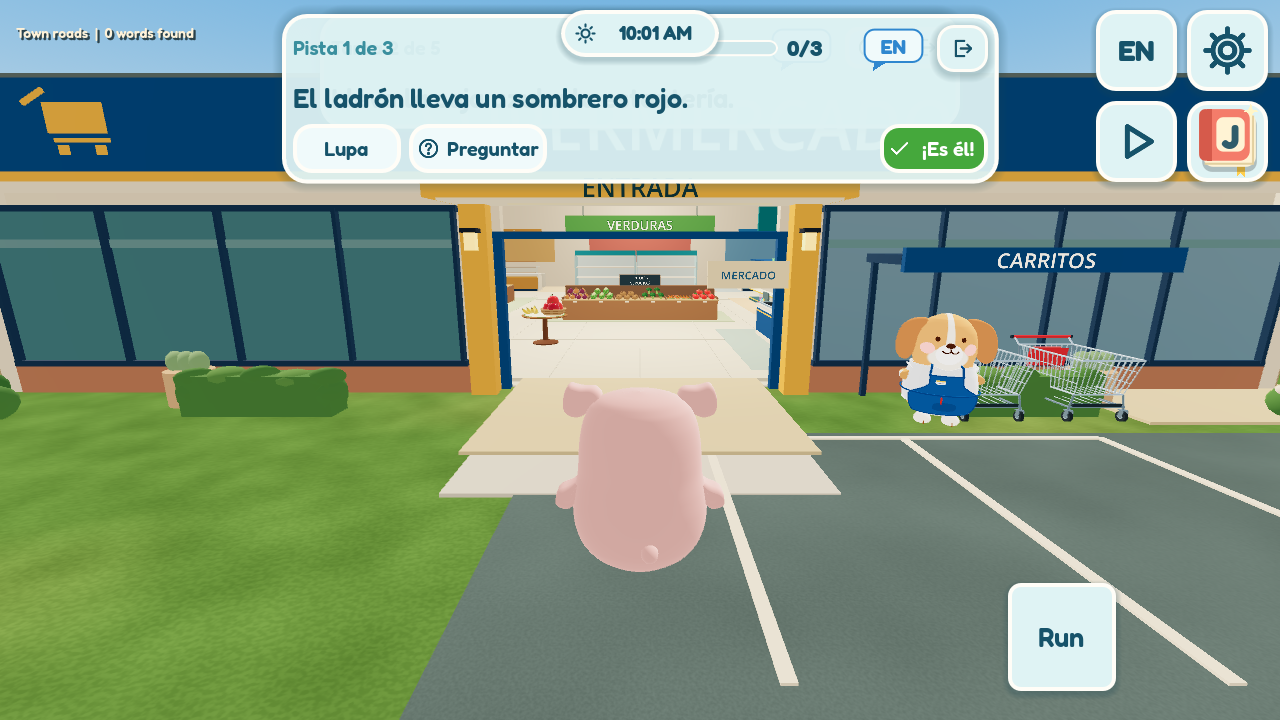 Town roads | 0 words found
10:01 AM
Pista 1 de 3
0/3
EN
EN
El ladrón lleva un sombrero rojo.
Lupa
Preguntar
¡Es él!
J
ENTRADA
VERDURAS
MERCADO
CARRITOS
Run